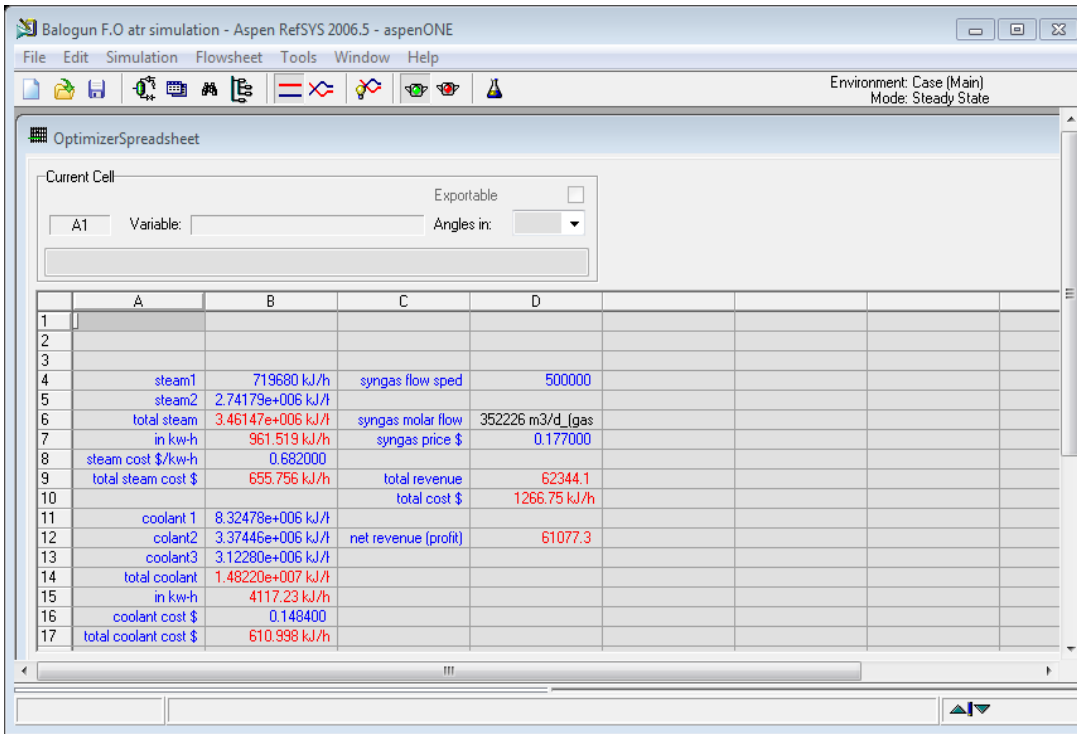 Balogun F.O atr simulation - Aspen RefSYS 2006.5 - aspenONE
File Edit Simulation Flowsheet Tools Window Help
Environment: Case (Main)
Mode: Steady State
OptimizerSpreadsheet
Current Cell
Exportable
A1 Variable: Angles in:
A B C D
1
2
3
4 steam1 719680 kJ/h syngas flow sped 500000
5 steam2 2.74179e+006 kJ/h
6 total steam 3.46147e+006 kJ/h syngas molar flow 352226 m3/d_(gas
7 in kw-h 961.519 kJ/h syngas price $ 0.177000
8 steam cost $/kw-h 0.682000
9 total steam cost $ 655.756 kJ/h total revenue 62344.1
10 total cost $ 1266.75 kJ/h
11 coolant 1 8.32478e+006 kJ/h
12 colant2 3.37446e+006 kJ/h net revenue (profit) 61077.3
13 coolant3 3.12280e+006 kJ/h
14 total coolant 1.48220e+007 kJ/h
15 in kw-h 4117.23 kJ/h
16 coolant cost $ 0.148400
17 total coolant cost $ 610.998 kJ/h